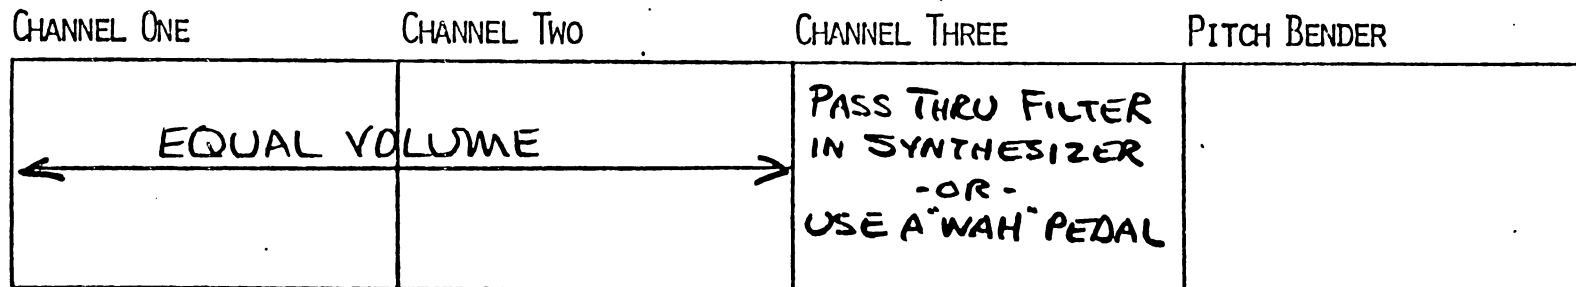 CHANNEL ONE
CHANNEL TWO
CHANNEL THREE
PITCH BENDER
EQUAL VOLUME
PASS THRU FILTER
IN SYNTHESIZER
-OR-
USE A "WAH" PEDAL